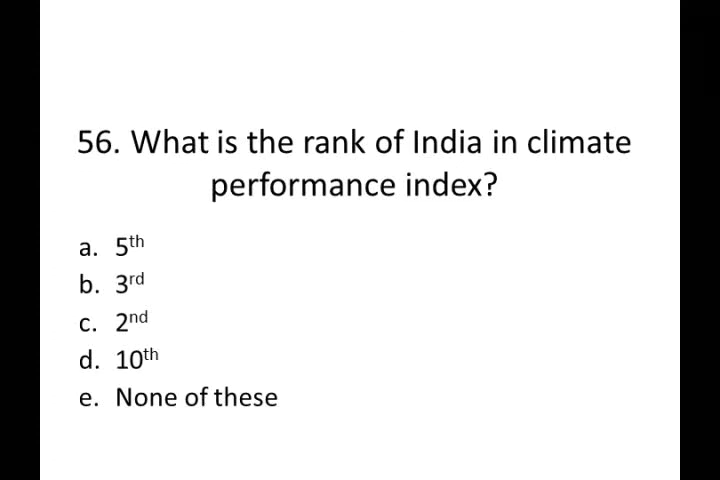 56. What is the rank of India in climate
performance index?
a. 5th
b. 3rd
c. 2nd
d. 10th
e. None of these